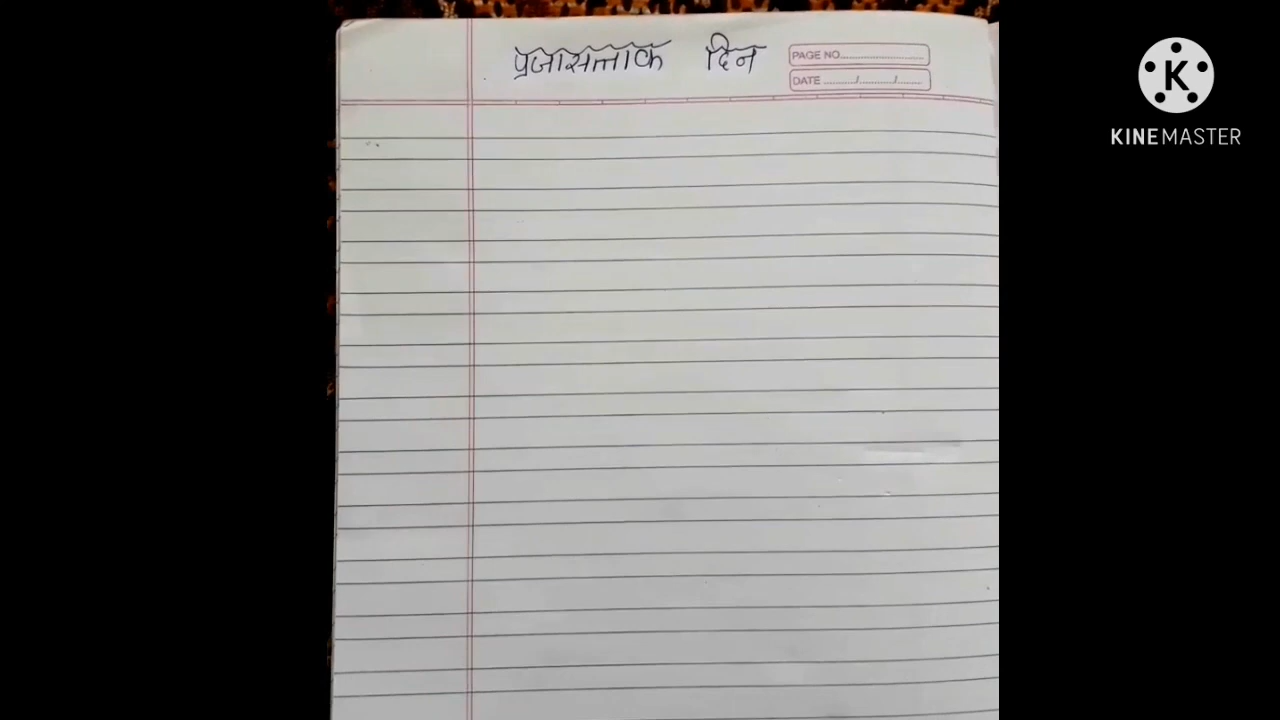 प्रजासत्ताक दिन
PAGE NO.
DATE / /
KINEMASTER